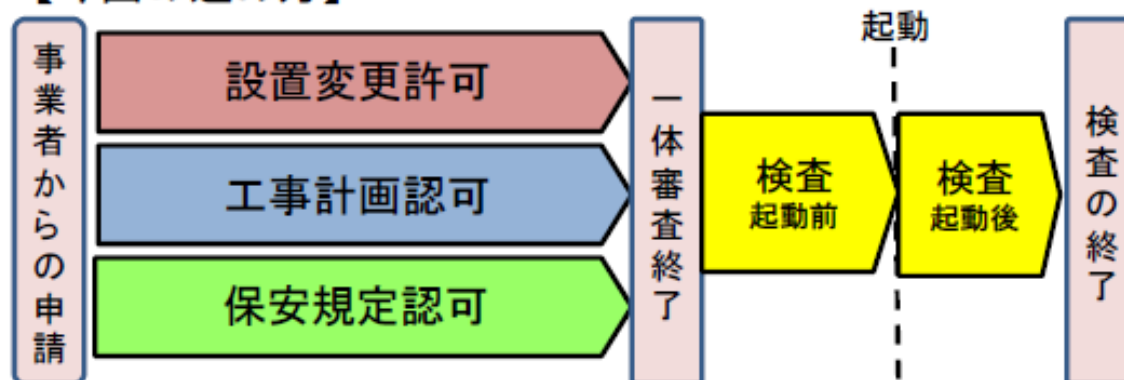 起動
事業者からの申請
設置変更許可
工事計画認可
保安規定認可
一体審査終了
検査
起動前
検査
起動後
検査の終了